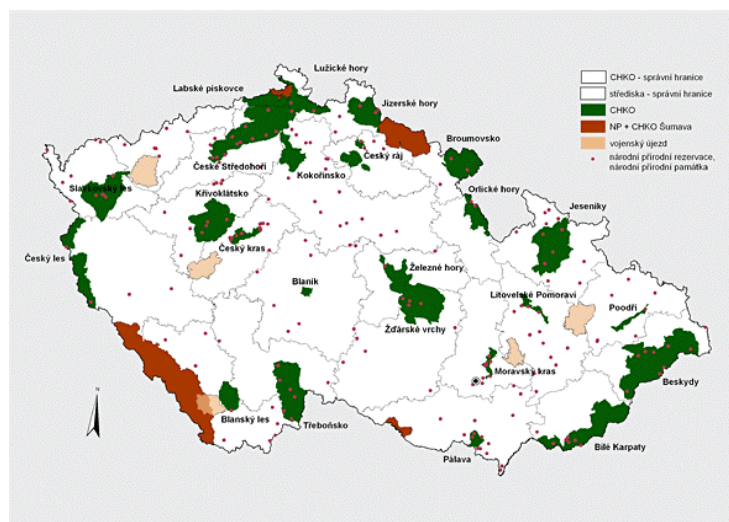 Lužické hory
Labské pískovce
Jizerské hory
Broumovsko
České Středohoří
Kokořínsko
Český ráj
Slavkovský les
Křivoklátsko
Orlické hory
Jeseníky
Český les
Český kras
Blaník
Železné hory
Litovelské Pomoraví
Poodří
Žďárské vrchy
Moravský kras
Beskydy
Blanský les
Třeboňsko
Pálava
Bílé Karpaty
N
CHKO - správní hranice
střediska - správní hranice
CHKO
NP + CHKO Šumava
vojenský újezd
národní přírodní rezervace,
národní přírodní památka